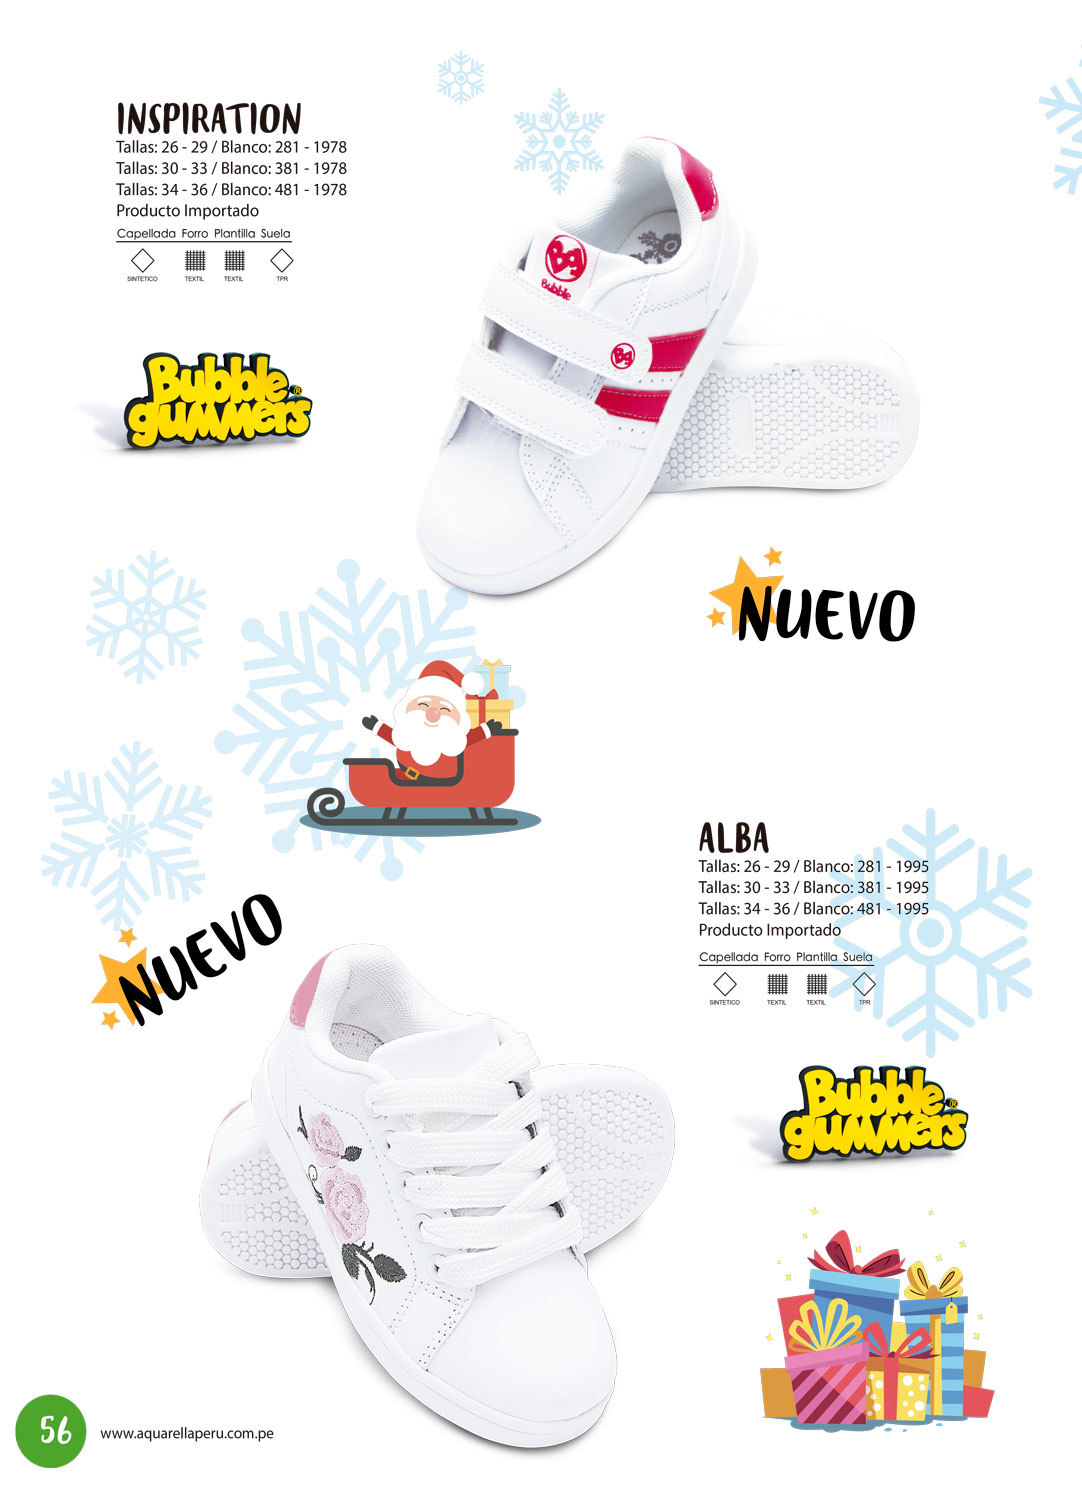 INSPIRATION
Tallas: 26 - 29 / Blanco: 281 - 1978
Tallas: 30 - 33 / Blanco: 381 - 1978
Tallas: 34 - 36 / Blanco: 481 - 1978
Producto Importado
Capellada Forro Plantilla Suela
SINTETICO TEXTIL TEXTIL TPR
Bg
Bubble
Bg
Bubble
gummers®
NUEVO
ALBA
Tallas: 26 - 29 / Blanco: 281 - 1995
Tallas: 30 - 33 / Blanco: 381 - 1995
Tallas: 34 - 36 / Blanco: 481 - 1995
Producto Importado
Capellada Forro Plantilla Suela
SINTETICO TEXTIL TEXTIL TPR
NUEVO
Bubble
gummers®
56
www.aquarellaperu.com.pe